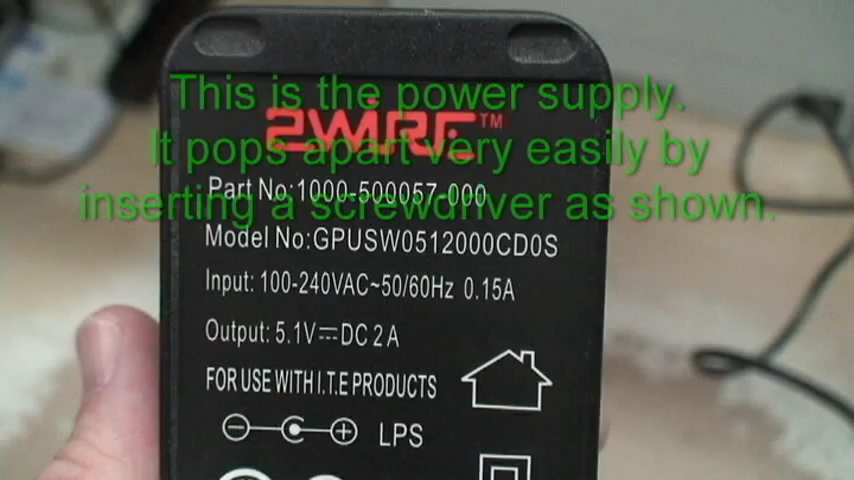 This is the power supply.
2WIRE™
It pops apart very easily by
Part No:1000-500057-000
inserting a screwdriver as shown.
Model No:GPUSW0512000CD0S
Input: 100-240VAC~50/60Hz 0.15A
Output: 5.1V⎓DC 2 A
FOR USE WITH I.T.E PRODUCTS
LPS